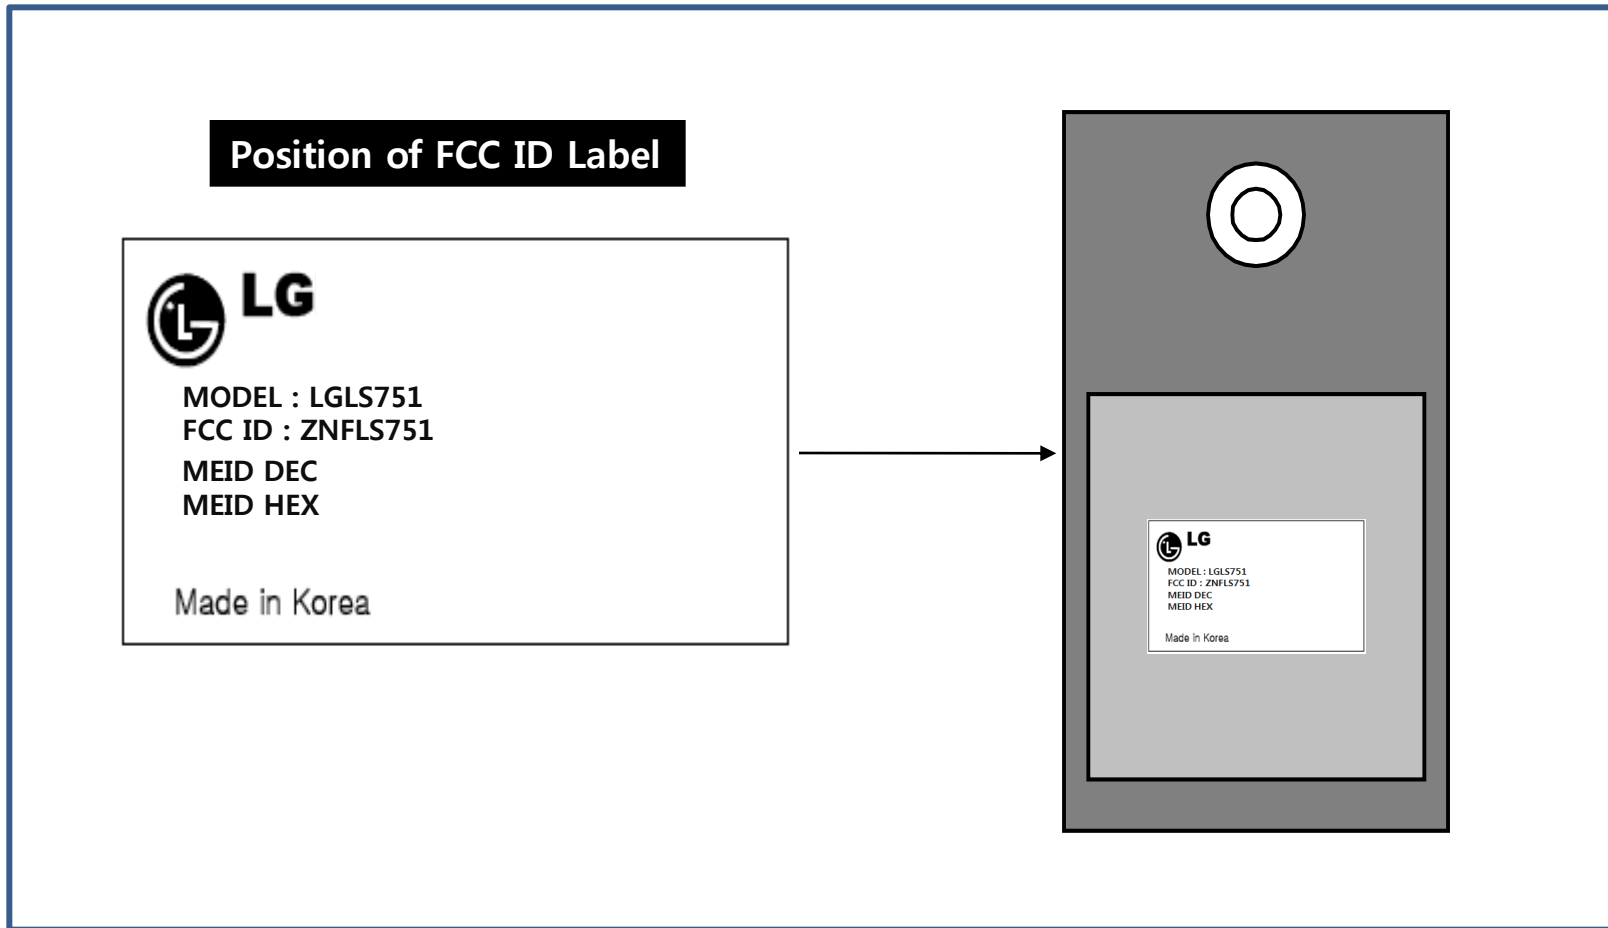 Position of FCC ID Label
LG
MODEL : LGLS751
FCC ID : ZNFLS751
MEID DEC
MEID HEX
Made in Korea
LG
MODEL : LGLS751
FCC ID : ZNFLS751
MEID DEC
MEID HEX
Made in Korea